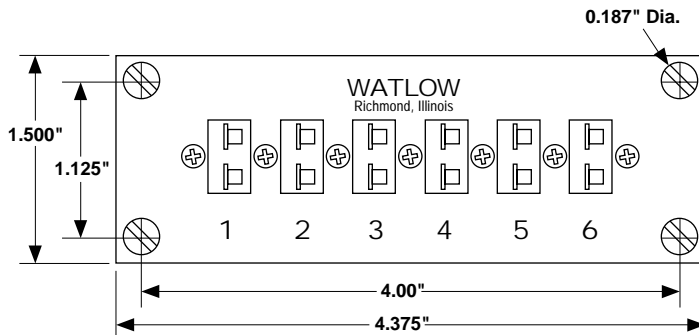 0.187" Dia.
WATLOW
Richmond, Illinois
1.500"
1.125"
1 2 3 4 5 6
4.00"
4.375"